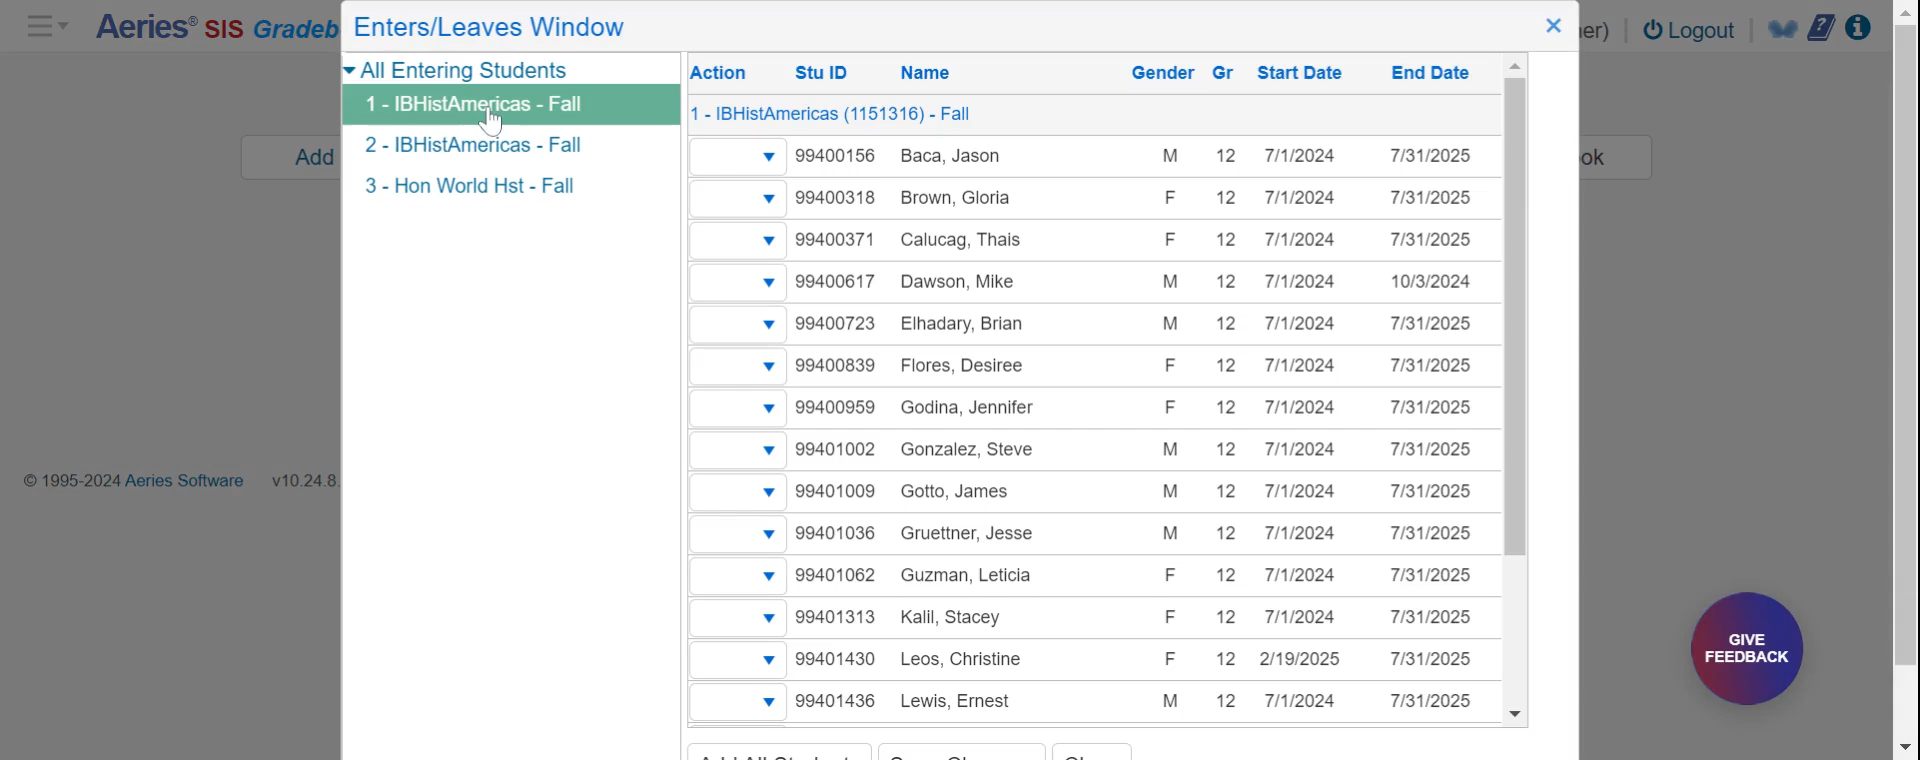 Aeries® SIS Gradeb
Enters/Leaves Window
×
er)
Logout
All Entering Students
1 - IBHistAmericas - Fall
2 - IBHistAmericas - Fall
3 - Hon World Hst - Fall
Add
ok
Action Stu ID Name Gender Gr Start Date End Date
1 - IBHistAmericas (1151316) - Fall
99400156 Baca, Jason M 12 7/1/2024 7/31/2025
99400318 Brown, Gloria F 12 7/1/2024 7/31/2025
99400371 Calucag, Thais F 12 7/1/2024 7/31/2025
99400617 Dawson, Mike M 12 7/1/2024 10/3/2024
99400723 Elhadary, Brian M 12 7/1/2024 7/31/2025
99400839 Flores, Desiree F 12 7/1/2024 7/31/2025
99400959 Godina, Jennifer F 12 7/1/2024 7/31/2025
99401002 Gonzalez, Steve M 12 7/1/2024 7/31/2025
99401009 Gotto, James M 12 7/1/2024 7/31/2025
99401036 Gruettner, Jesse M 12 7/1/2024 7/31/2025
99401062 Guzman, Leticia F 12 7/1/2024 7/31/2025
99401313 Kalil, Stacey F 12 7/1/2024 7/31/2025
99401430 Leos, Christine F 12 2/19/2025 7/31/2025
99401436 Lewis, Ernest M 12 7/1/2024 7/31/2025
© 1995-2024 Aeries Software v10.24.8.
GIVE
FEEDBACK